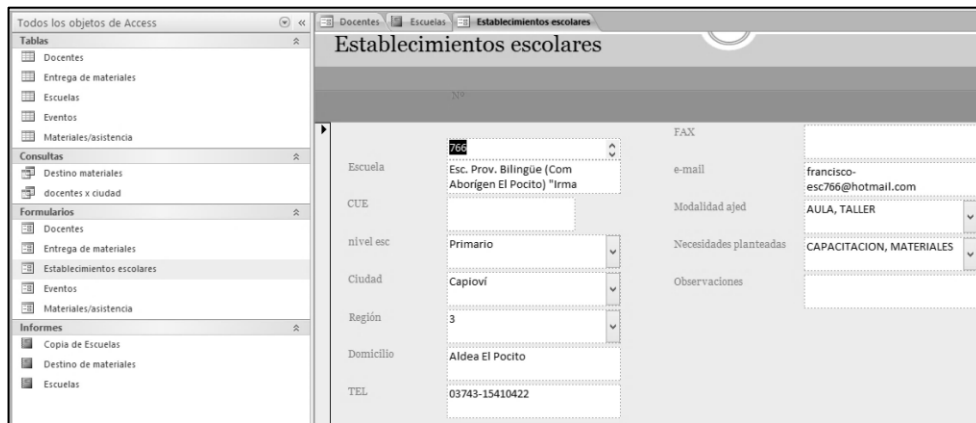 Todos los objetos de Access
Tablas
Docentes
Entrega de materiales
Escuelas
Eventos
Materiales/asistencia
Consultas
Destino materiales
docentes x ciudad
Formularios
Docentes
Entrega de materiales
Establecimientos escolares
Eventos
Materiales/asistencia
Informes
Copia de Escuelas
Destino de materiales
Escuelas
Docentes
Escuelas
Establecimientos escolares
Establecimientos escolares
Nº
766
Escuela
Esc. Prov. Bilingüe (Com
Aborígen El Pocito) "Irma
CUE
nivel esc
Primario
Ciudad
Capioví
Región
3
Domicilio
Aldea El Pocito
TEL
03743-15410422
FAX
e-mail
francisco-
esc766@hotmail.com
Modalidad ajed
AULA, TALLER
Necesidades planteadas
CAPACITACION, MATERIALES
Observaciones